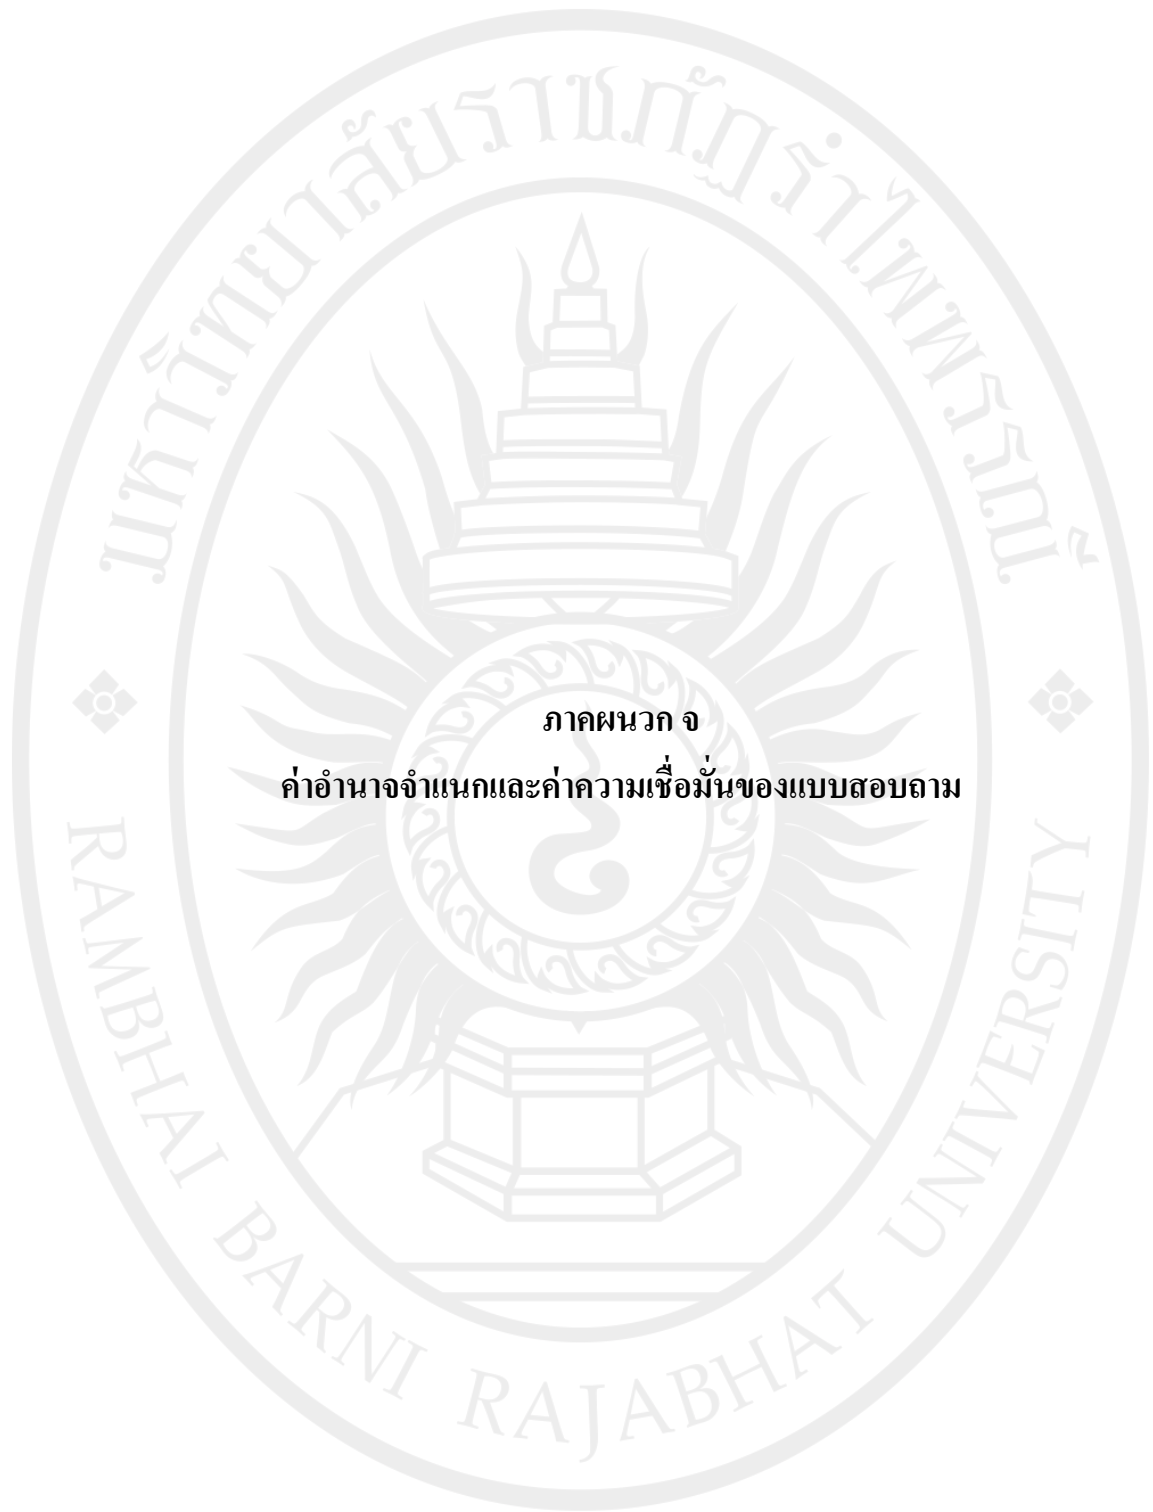 มหาวิทยาลัยราชภัฏรำไพพรรณี
ภาคผนวก จ
ค่าอำนาจจำแนกและค่าความเชื่อมั่นของแบบสอบถาม
RAMBHAI BARNI RAJABHAT UNIVERSITY